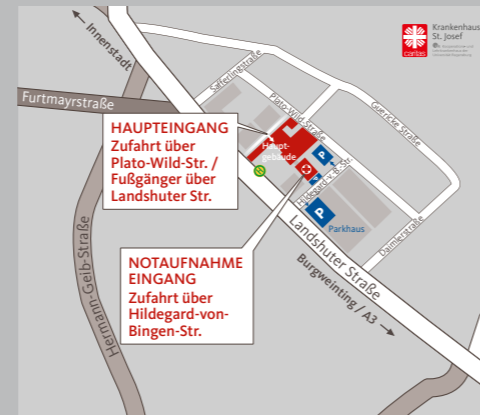 Innenstadt
Krankenhaus
St. Josef
caritas
Furtmayrstraße
Safferlingstraße
Plato-Wild-Straße
Guericke Straße
HAUPTEINGANG
Zufahrt über
Plato-Wild-Str. /
Fußgänger über
Landshuter Str.
Haupt-
gebäude
P
Hildegard-v.-B.-Str.
P
Parkhaus
Daimlerstraße
Landshuter Straße
Burgweinting / A3
Hermann-Geib-Straße
NOTAUFNAHME
EINGANG
Zufahrt über
Hildegard-von-
Bingen-Str.